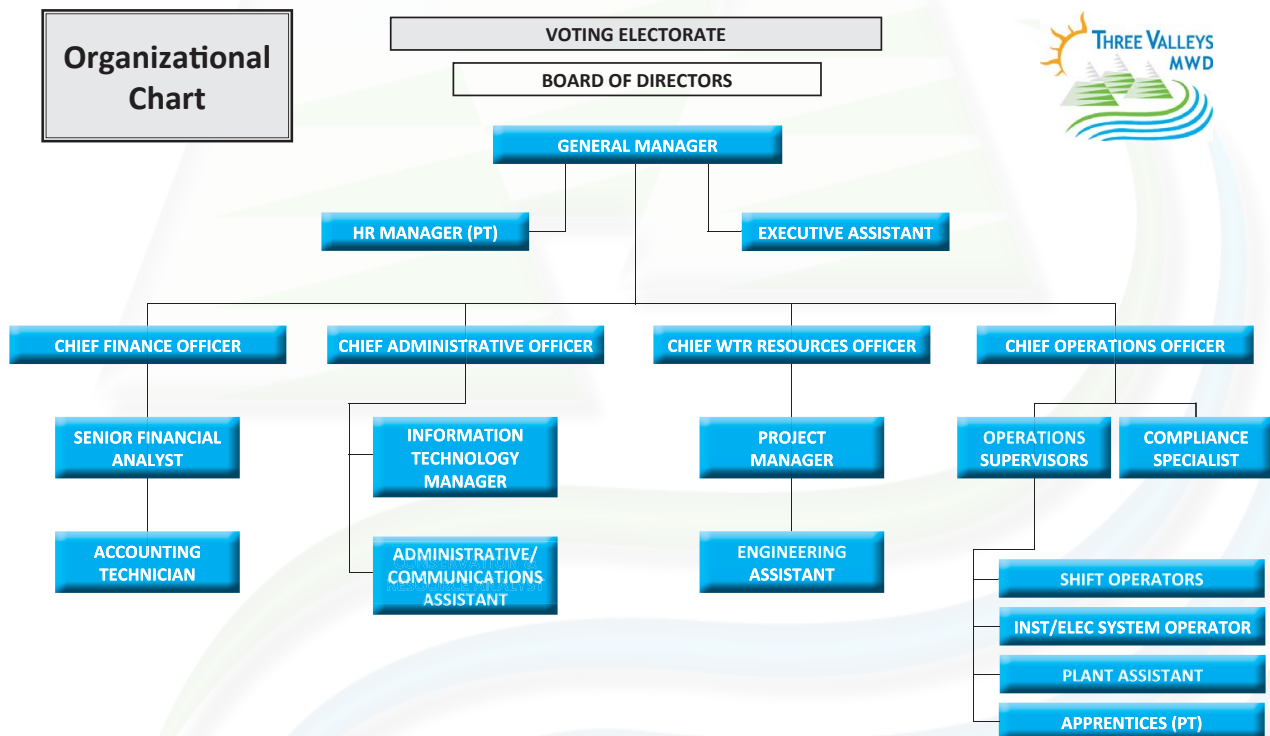 Organizational
Chart
VOTING ELECTORATE
BOARD OF DIRECTORS
THREE VALLEYS
MWD
GENERAL MANAGER
HR MANAGER (PT)
EXECUTIVE ASSISTANT
CHIEF FINANCE OFFICER
CHIEF ADMINISTRATIVE OFFICER
CHIEF WTR RESOURCES OFFICER
CHIEF OPERATIONS OFFICER
SENIOR FINANCIAL
ANALYST
INFORMATION
TECHNOLOGY
MANAGER
PROJECT
MANAGER
OPERATIONS
SUPERVISORS
COMPLIANCE
SPECIALIST
ACCOUNTING
TECHNICIAN
ADMINISTRATIVE/
COMMUNICATIONS
ASSISTANT
ENGINEERING
ASSISTANT
SHIFT OPERATORS
INST/ELEC SYSTEM OPERATOR
PLANT ASSISTANT
APPRENTICES (PT)